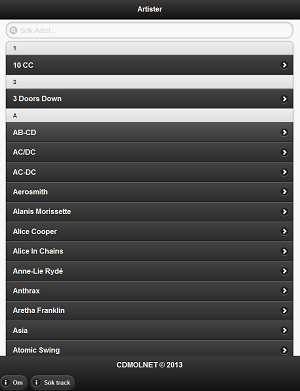 Artister
Sök Artist...
1
10 CC
3
3 Doors Down
A
AB-CD
AC/DC
AC-DC
Aerosmith
Alanis Morissette
Alice Cooper
Alice In Chains
Anne-Lie Rydé
Anthrax
Aretha Franklin
Asia
Atomic Swing
CDMOLNET © 2013
Om
Sök track